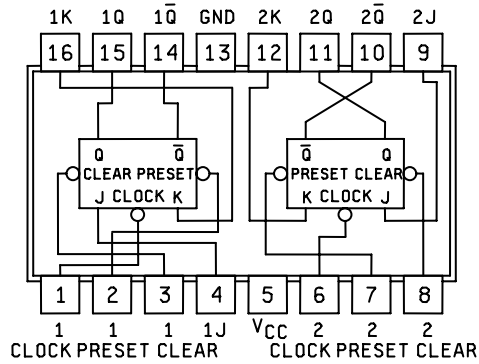 1K 1Q 1Q̅ GND 2K 2Q 2Q̅ 2J
16 15 14 13 12 11 10 9
Q Q̅ Q̅ Q
CLEAR PRESET PRESET CLEAR
J CLOCK K K CLOCK J
1 2 3 4 5 6 7 8
1 1 1 1J VCC 2 2 2
CLOCK PRESET CLEAR CLOCK PRESET CLEAR